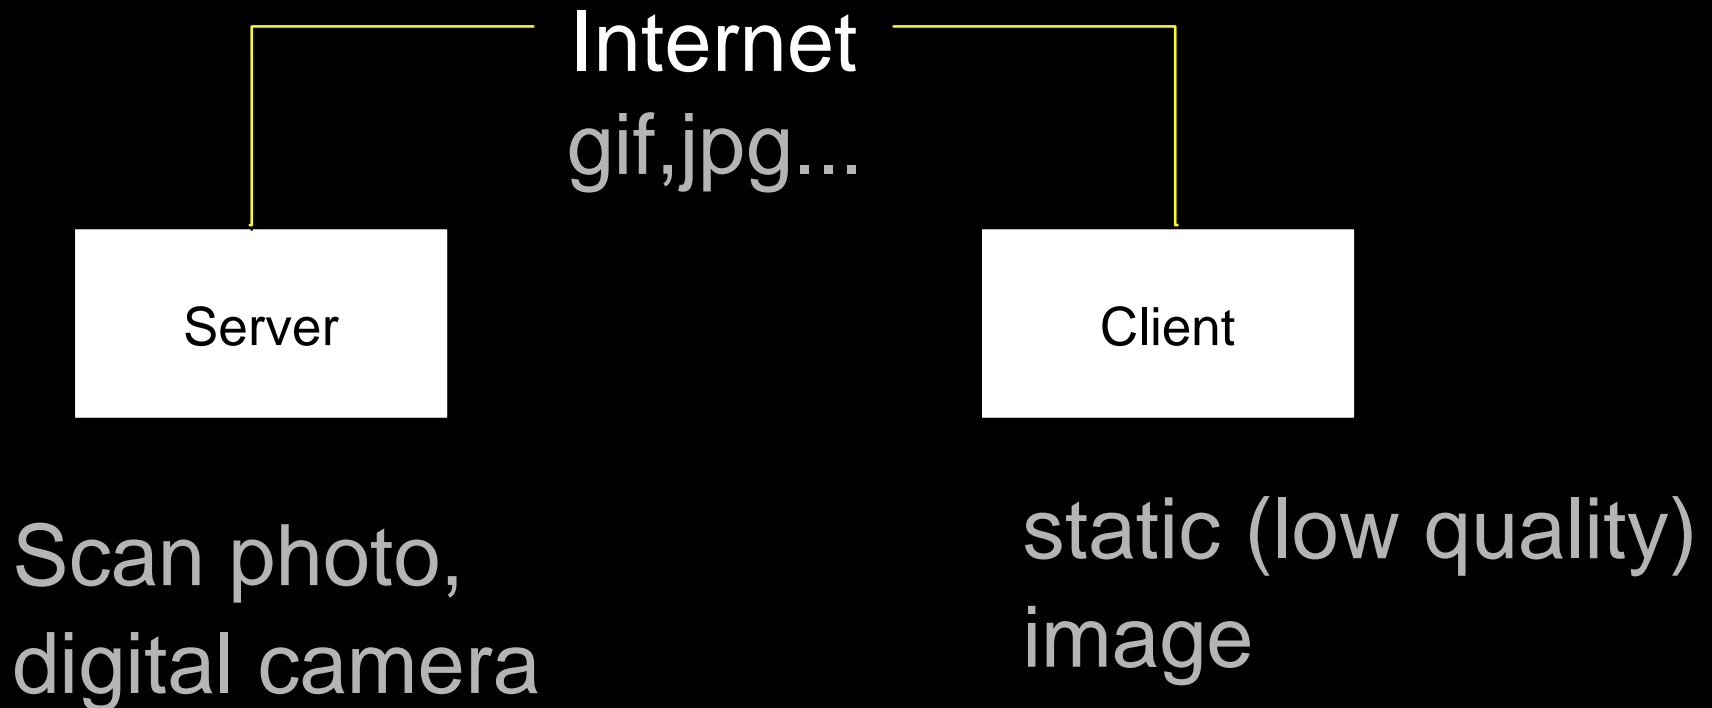 Internet
gif,jpg...
Server
Client
Scan photo,
digital camera
static (low quality)
image